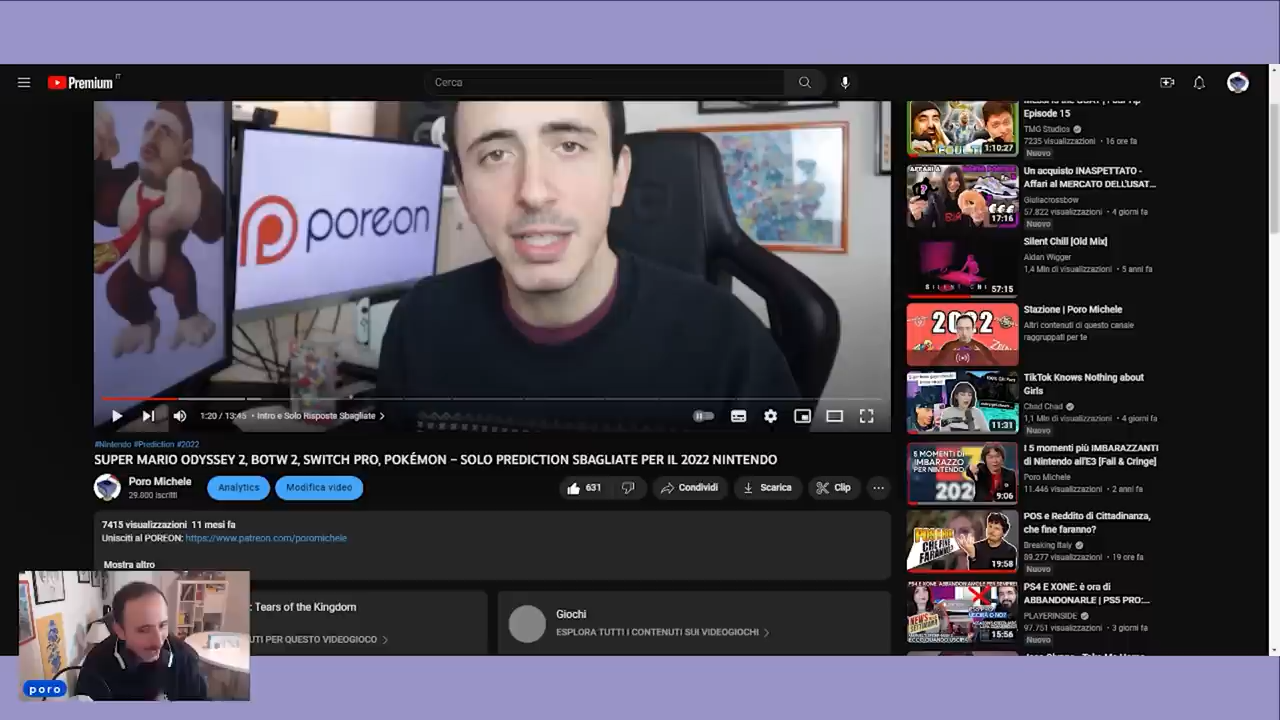 Premium IT
Cerca
Episode 15
TMG Studios
7235 visualizzazioni • 16 ore fa
Nuovo
1:10:27
poreon
Un acquisto INASPETTATO -
Affari al MERCATO DELL'USAT...
Giuliacrossbow
57.822 visualizzazioni • 4 giorni fa
Nuovo
17:16
Silent Chill [Old Mix]
Aidan Wigger
1,4 Mln di visualizzazioni • 5 anni fa
57:15
Stazione | Poro Michele
Altri contenuti di questo canale
raggruppati per te
2022
TikTok Knows Nothing about
Girls
Chad Chad
1,1 Mln di visualizzazioni • 4 giorni fa
Nuovo
11:31
1:20 / 13:45 • Intro e Solo Risposte Sbagliate
#Nintendo #Prediction #2022
SUPER MARIO ODYSSEY 2, BOTW 2, SWITCH PRO, POKÉMON – SOLO PREDICTION SBAGLIATE PER IL 2022 NINTENDO
I 5 momenti più IMBARAZZANTI
di Nintendo all'E3 [Fail & Cringe]
Poro Michele
11.446 visualizzazioni • 2 anni fa
5 MOMENTI DI
IMBARAZZO PER
NINTENDO
202
9:06
Poro Michele
29.800 iscritti
Analytics
Modifica video
631
Condividi
Scarica
Clip
7415 visualizzazioni 11 mesi fa
Unisciti al POREON: https://www.patreon.com/poromichele
Mostra altro
POS e Reddito di Cittadinanza,
che fine faranno?
Breaking Italy
89.277 visualizzazioni • 19 ore fa
Nuovo
19:58
PS4 E XONE: è ora di
ABBANDONARLE | PS5 PRO:...
PLAYERINSIDE
97.751 visualizzazioni • 3 giorni fa
Nuovo
15:56
: Tears of the Kingdom
UTI PER QUESTO VIDEOGIOCO
Giochi
ESPLORA TUTTI I CONTENUTI SUI VIDEOGIOCHI
poro